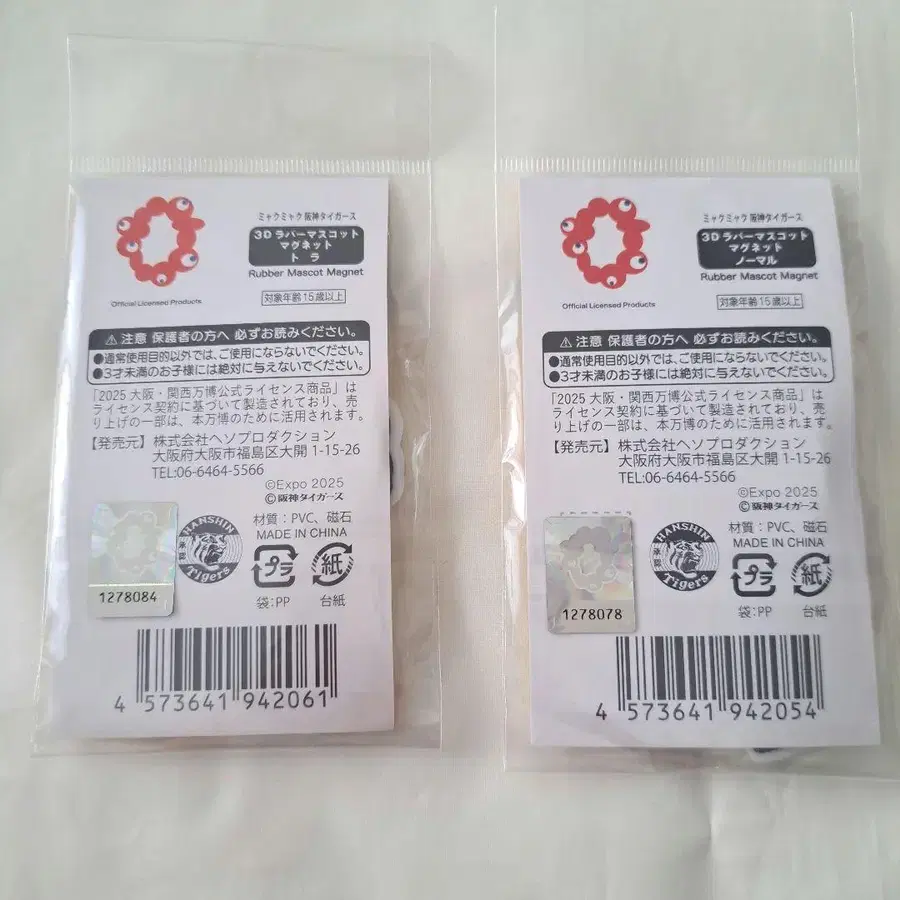 ミャクミャク 阪神タイガース
3Dラバーマスコット
マグネット
トラ
Rubber Mascot Magnet
Official Licensed Products
対象年齢15歳以上
⚠注意 保護者の方へ 必ずお読みください。
●通常使用目的以外では、ご使用にならないでください。
●3才未満のお子様には絶対に与えないでください。
「2025 大阪・関西万博公式ライセンス商品」は
ライセンス契約に基づいて製造されており、売
り上げの一部は、本万博のために活用されます。
【発売元】株式会社ヘソプロダクション
大阪府大阪市福島区大開 1-15-26
TEL:06-6464-5566
©Expo 2025
©阪神タイガース
材質：PVC、磁石
MADE IN CHINA
HANSHIN
承認
Tigers
プラ
紙
袋:PP
台紙
1278084
4 573641 942061
ミャクミャク 阪神タイガース
3Dラバーマスコット
マグネット
ノーマル
Rubber Mascot Magnet
Official Licensed Products
対象年齢15歳以上
⚠注意 保護者の方へ 必ずお読みください。
●通常使用目的以外では、ご使用にならないでください。
●3才未満のお子様には絶対に与えないでください。
「2025 大阪・関西万博公式ライセンス商品」は
ライセンス契約に基づいて製造されており、売
り上げの一部は、本万博のために活用されます。
【発売元】株式会社ヘソプロダクション
大阪府大阪市福島区大開 1-15-26
TEL:06-6464-5566
©Expo 2025
©阪神タイガース
材質：PVC、磁石
MADE IN CHINA
HANSHIN
承認
Tigers
プラ
紙
袋:PP
台紙
1278078
4 573641 942054